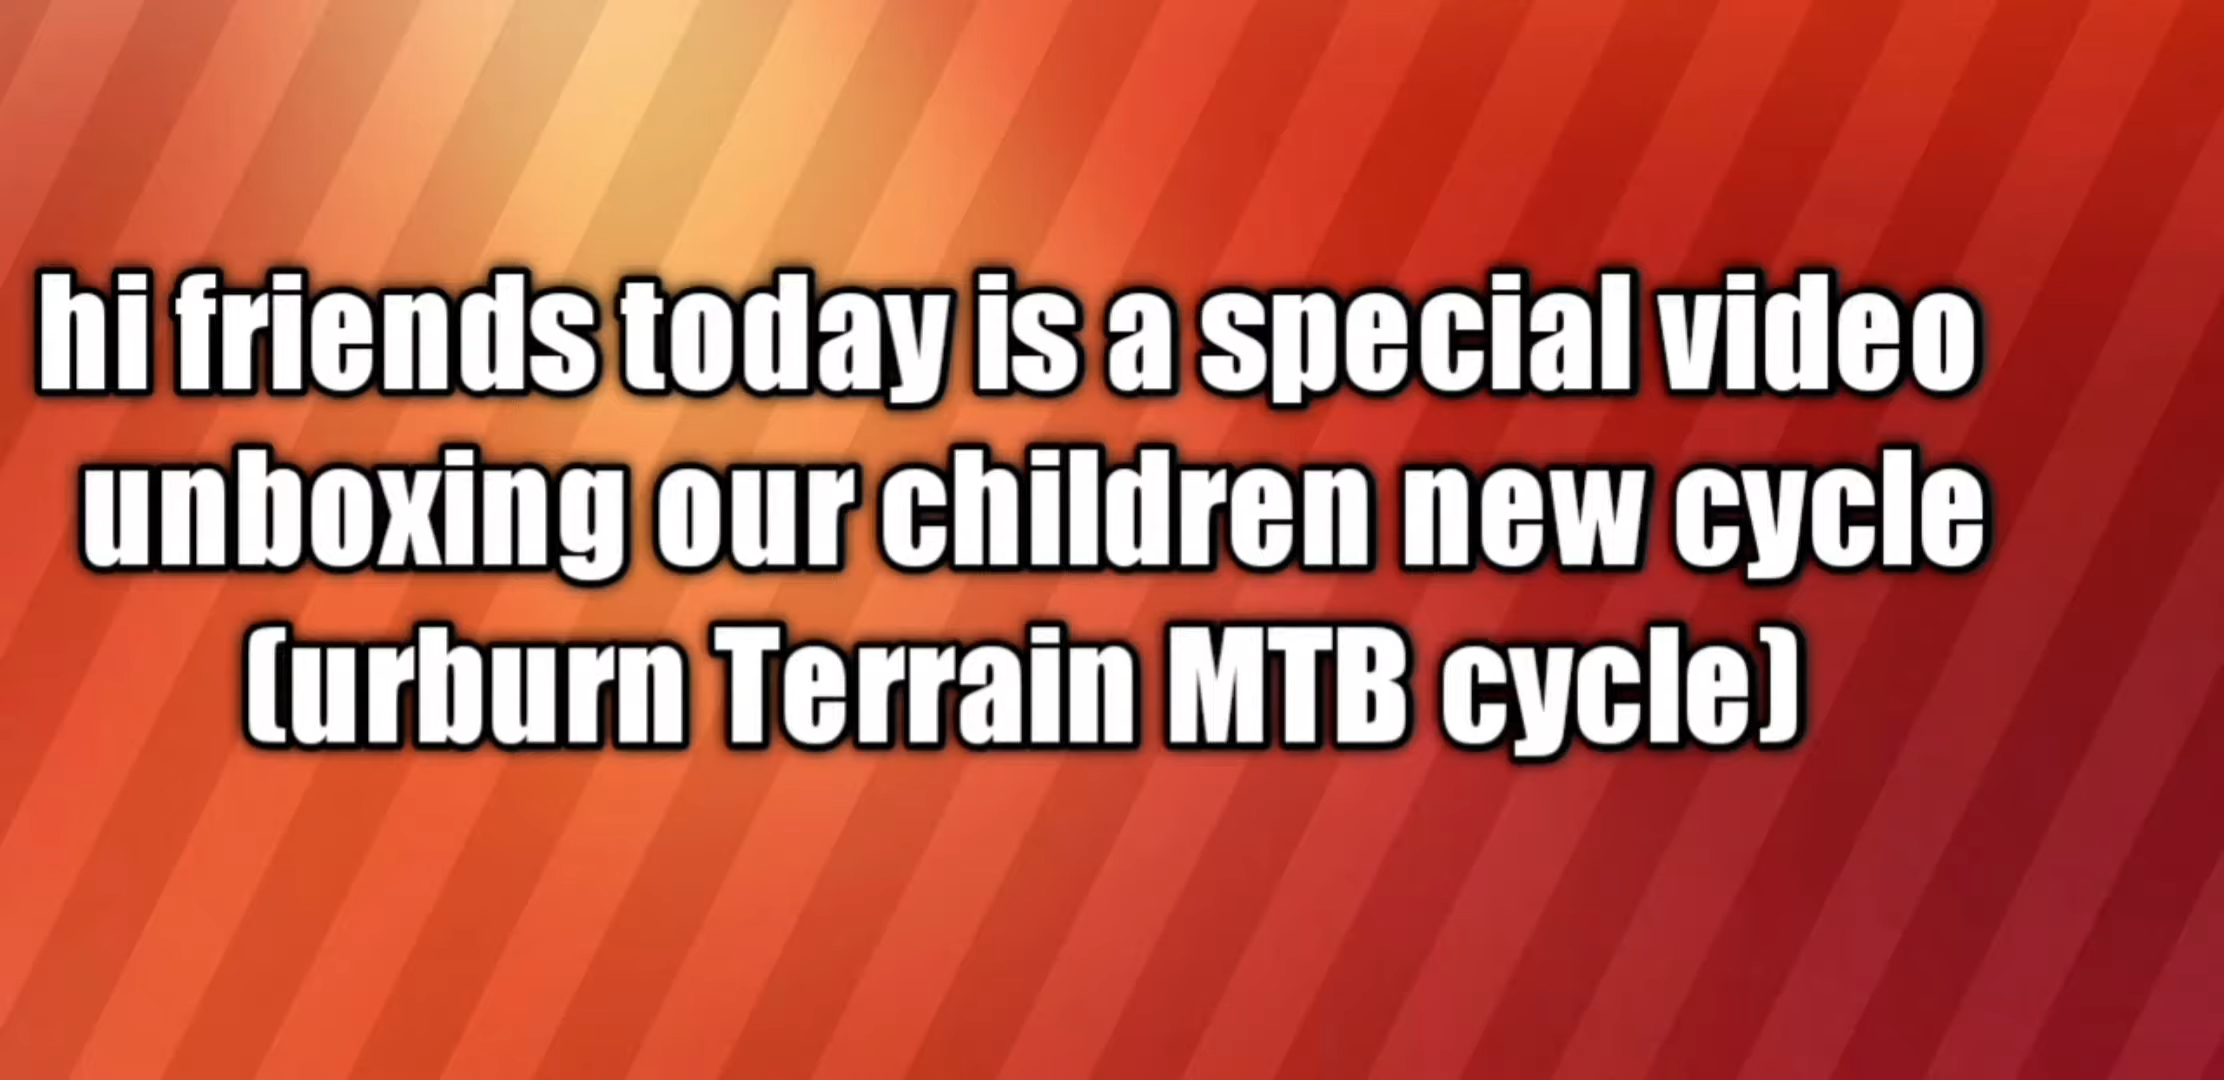 hi friends today is a special video
unboxing our children new cycle
(urburn Terrain MTB cycle)